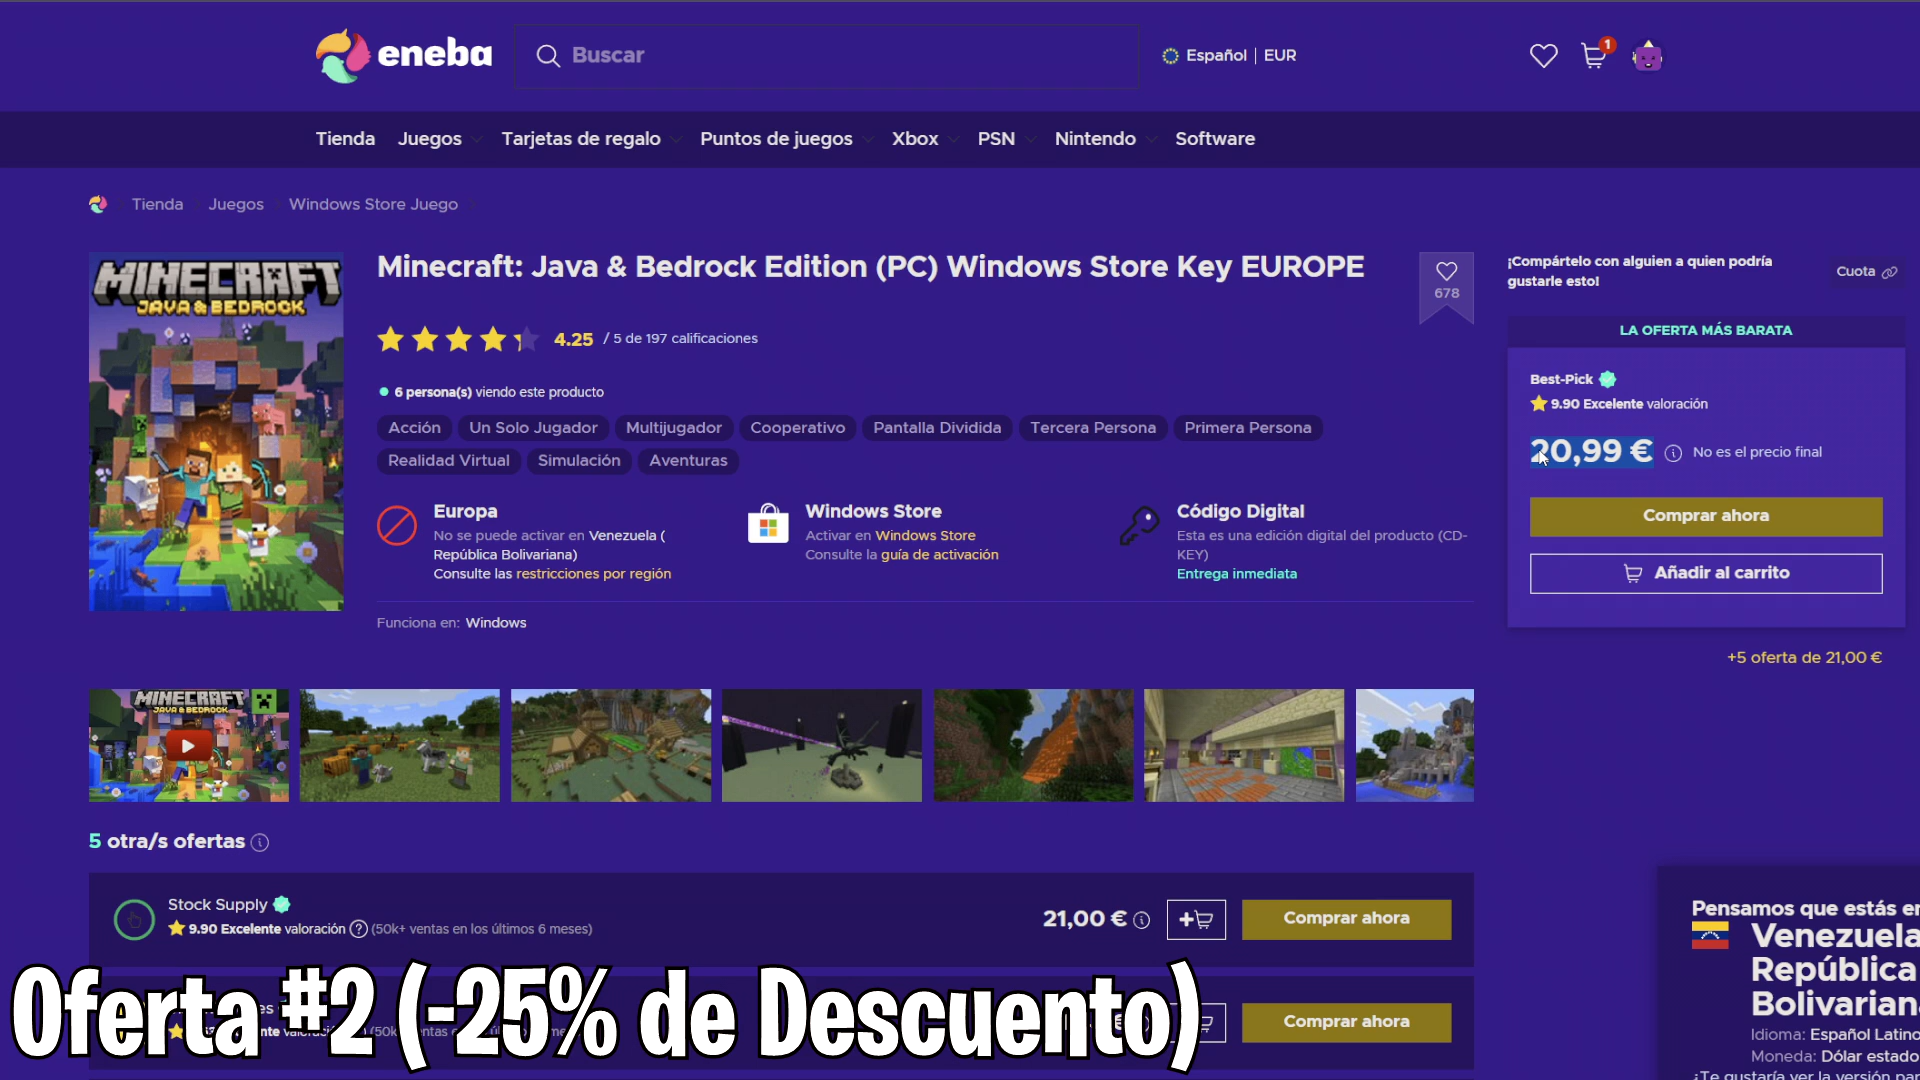 eneba
Buscar
Español | EUR
1
Tienda
Juegos
Tarjetas de regalo
Puntos de juegos
Xbox
PSN
Nintendo
Software
Tienda
Juegos
Windows Store Juego
MINECRAFT
JAVA & BEDROCK
Minecraft: Java & Bedrock Edition (PC) Windows Store Key EUROPE
678
4.25 / 5 de 197 calificaciones
6 persona(s) viendo este producto
Acción
Un Solo Jugador
Multijugador
Cooperativo
Pantalla Dividida
Tercera Persona
Primera Persona
Realidad Virtual
Simulación
Aventuras
Europa
No se puede activar en Venezuela (
República Bolivariana)
Consulte las restricciones por región
Windows Store
Activar en Windows Store
Consulte la guía de activación
Código Digital
Esta es una edición digital del producto (CD-
KEY)
Entrega inmediata
Funciona en: Windows
¡Compártelo con alguien a quien podría
gustarle esto!
Cuota
LA OFERTA MÁS BARATA
Best-Pick
9.90 Excelente valoración
20,99 €
No es el precio final
Comprar ahora
Añadir al carrito
+5 oferta de 21,00 €
MINECRAFT
JAVA & BEDROCK
5 otra/s ofertas
Stock Supply
9.90 Excelente valoración (50k+ ventas en los últimos 6 meses)
21,00 €
Comprar ahora
Comprar ahora
Oferta #2 (-25% de Descuento)
Pensamos que estás en
Venezuela
República
Bolivariana
Idioma: Español Latino
Moneda: Dólar estado
¿Te gustaría ver la versión par